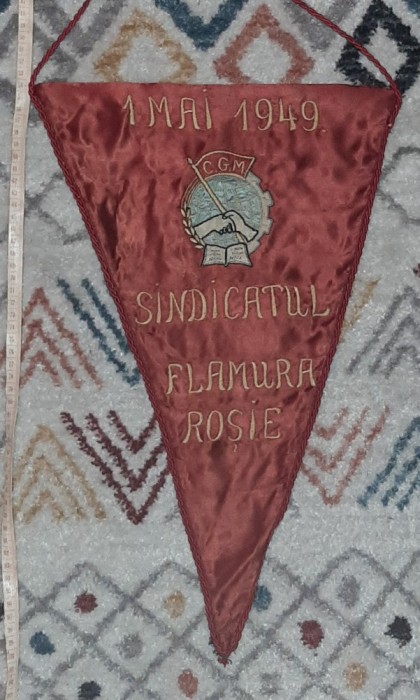 1 MAI 1949.
C.G.M
SINDICATUL
FLAMURA
ROȘIE